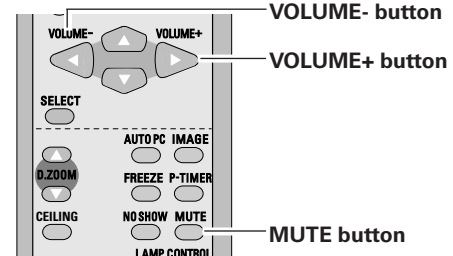 VOLUME- button
VOLUME- VOLUME+
VOLUME+ button
SELECT
AUTO PC IMAGE
D.ZOOM
FREEZE P-TIMER
CEILING NO SHOW MUTE
MUTE button
LAMP CONTROL